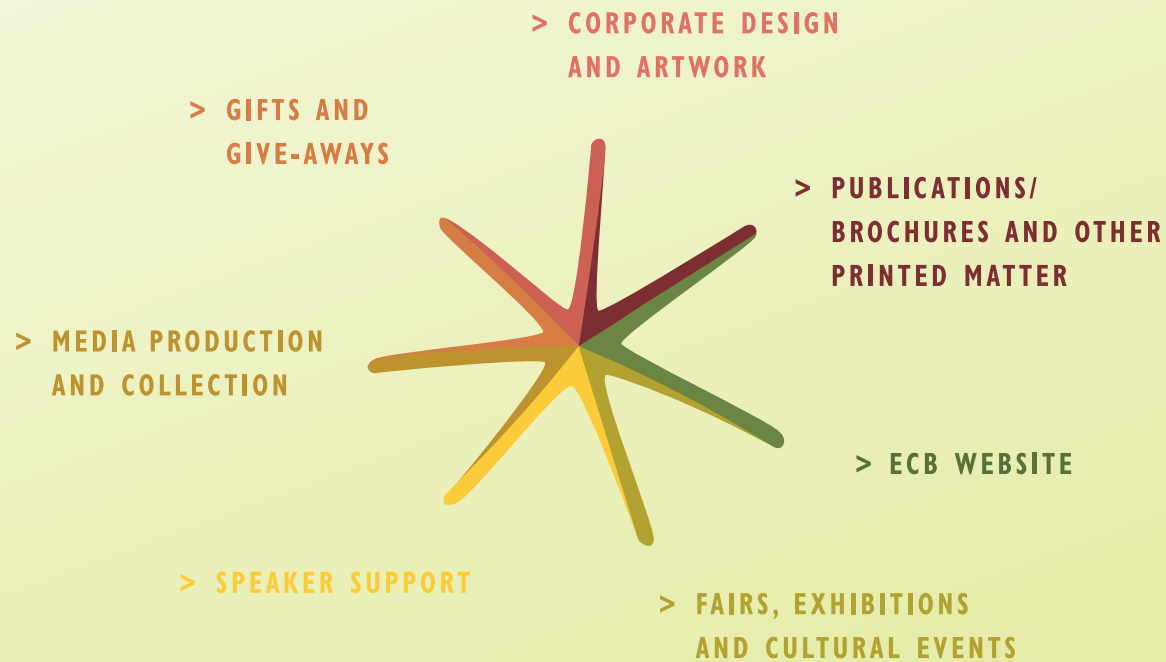 > CORPORATE DESIGN
AND ARTWORK
> GIFTS AND
GIVE-AWAYS
> PUBLICATIONS/
BROCHURES AND OTHER
PRINTED MATTER
> MEDIA PRODUCTION
AND COLLECTION
> ECB WEBSITE
> SPEAKER SUPPORT
> FAIRS, EXHIBITIONS
AND CULTURAL EVENTS